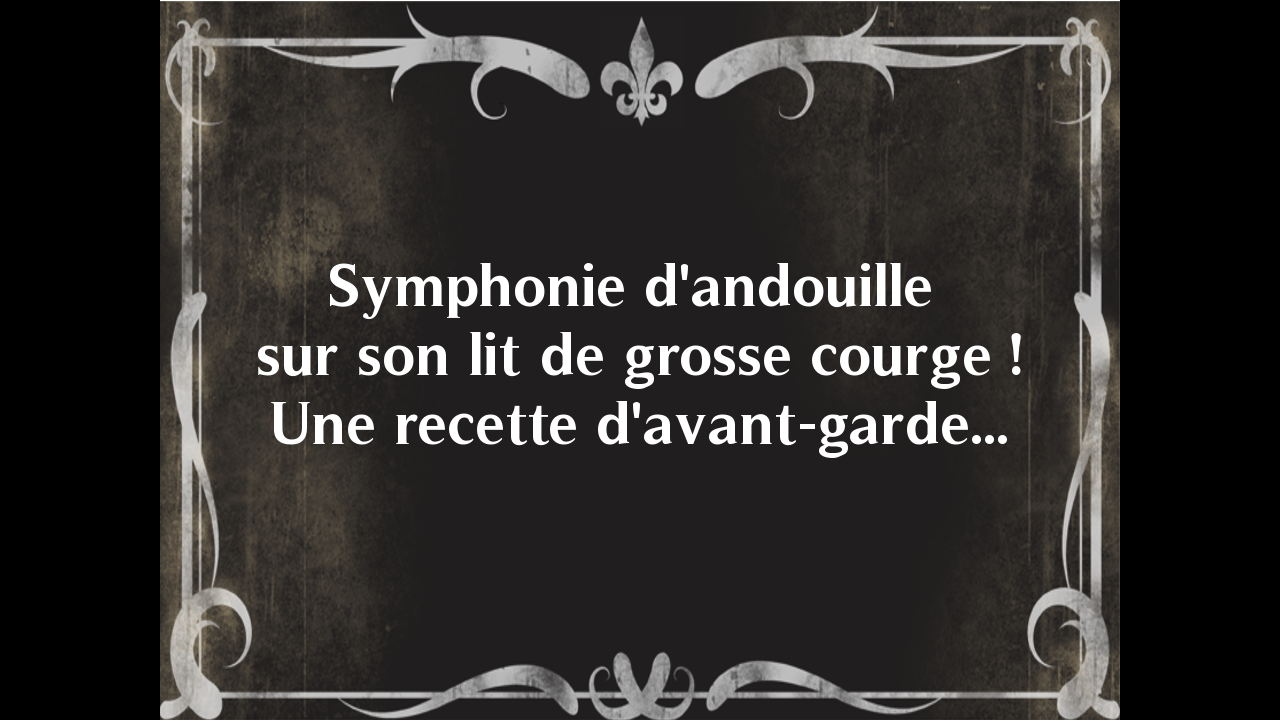 Symphonie d'andouille
sur son lit de grosse courge !
Une recette d'avant-garde...